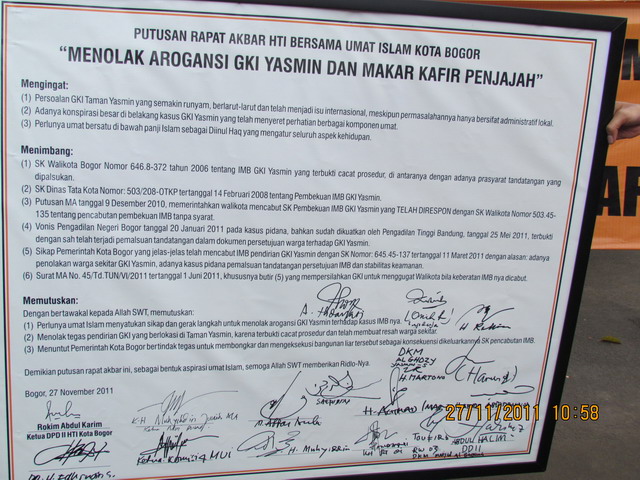 PUTUSAN RAPAT AKBAR HTI BERSAMA UMAT ISLAM KOTA BOGOR
“MENOLAK AROGANSI GKI YASMIN DAN MAKAR KAFIR PENJAJAH”
Mengingat:
(1) Persoalan GKI Taman Yasmin yang semakin runyam, berlarut-larut dan telah menjadi isu internasional, meskipun permasalahannya hanya bersifat administratif lokal.
(2) Adanya konspirasi besar di belakang kasus GKI Yasmin yang telah menyeret perhatian berbagai komponen umat.
(3) Perlunya umat bersatu di bawah panji Islam sebagai Diinul Haq yang mengatur seluruh aspek kehidupan.
Menimbang:
(1) SK Walikota Bogor Nomor 646.8-372 tahun 2006 tentang IMB GKI Yasmin yang terbukti cacat prosedur, di antaranya dengan adanya prasyarat tandatangan yang
dipalsukan.
(2) SK Dinas Tata Kota Nomor: 503/208-OTKP tertanggal 14 Februari 2008 tentang Pembekuan IMB GKI Yasmin.
(3) Putusan MA tanggal 9 Desember 2010, memerintahkan walikota mencabut SK Pembekuan IMB GKI Yasmin yang TELAH DIRESPON dengan SK Walikota Nomor 503.45-
135 tentang pencabutan pembekuan IMB tanpa syarat.
(4) Vonis Pengadilan Negeri Bogor tanggal 20 Januari 2011 pada kasus pidana, bahkan sudah dikuatkan oleh Pengadilan Tinggi Bandung, tanggal 25 Mei 2011, terbukti
dengan sah telah terjadi pemalsuan tandatangan dalam dokumen persetujuan warga terhadap GKI Yasmin.
(5) Sikap Pemerintah Kota Bogor yang jelas-jelas telah mencabut IMB pendirian GKI Yasmin dengan SK No: 645.45-137 tertanggal 11 Maret 2011 dengan alasan: adanya
penolakan warga sekitar GKI Yasmin, adanya kasus pidana pemalsuan tandatangan persetujuan IMB dan stabilitas keamanan.
(6) Surat MA No. 45/Td.TUN/VI/2011 tertanggal 1 Juni 2011, khususnya butir (5) yang mempersilahkan GKI untuk menggugat Walikota bila keberatan IMB nya dicabut.
Memutuskan:
Dengan bertawakal kepada Allah SWT, memutuskan:
(1) Perlunya umat Islam menyatukan sikap dan gerak langkah untuk menolak arogansi GKI Yasmin terhadap kasus IMB nya.
(2) Menolak tegas pendirian GKI yang berlokasi di Taman Yasmin, karena terbukti cacat prosedur dan telah membuat resah warga sekitar.
(3) Menuntut Pemerintah Kota Bogor bertindak tegas untuk membongkar dan mengeksekusi bangunan liar tersebut sebagai konsekuensi dikeluarkannya SK pencabutan IMB.
Demikian putusan rapat akbar ini, sebagai bentuk aspirasi umat Islam, semoga Allah SWT memberikan Ridlo-Nya.
Bogor, 27 November 2011
DKM
ALGHOZY
H. MARTONO
Rokim Abdul Karim
Ketua DPD II HTI Kota Bogor
Ketua Komisi 4 MUI
H. Muhyiddin
ABDUL HALIM
DDII
27/11/2011 10:58